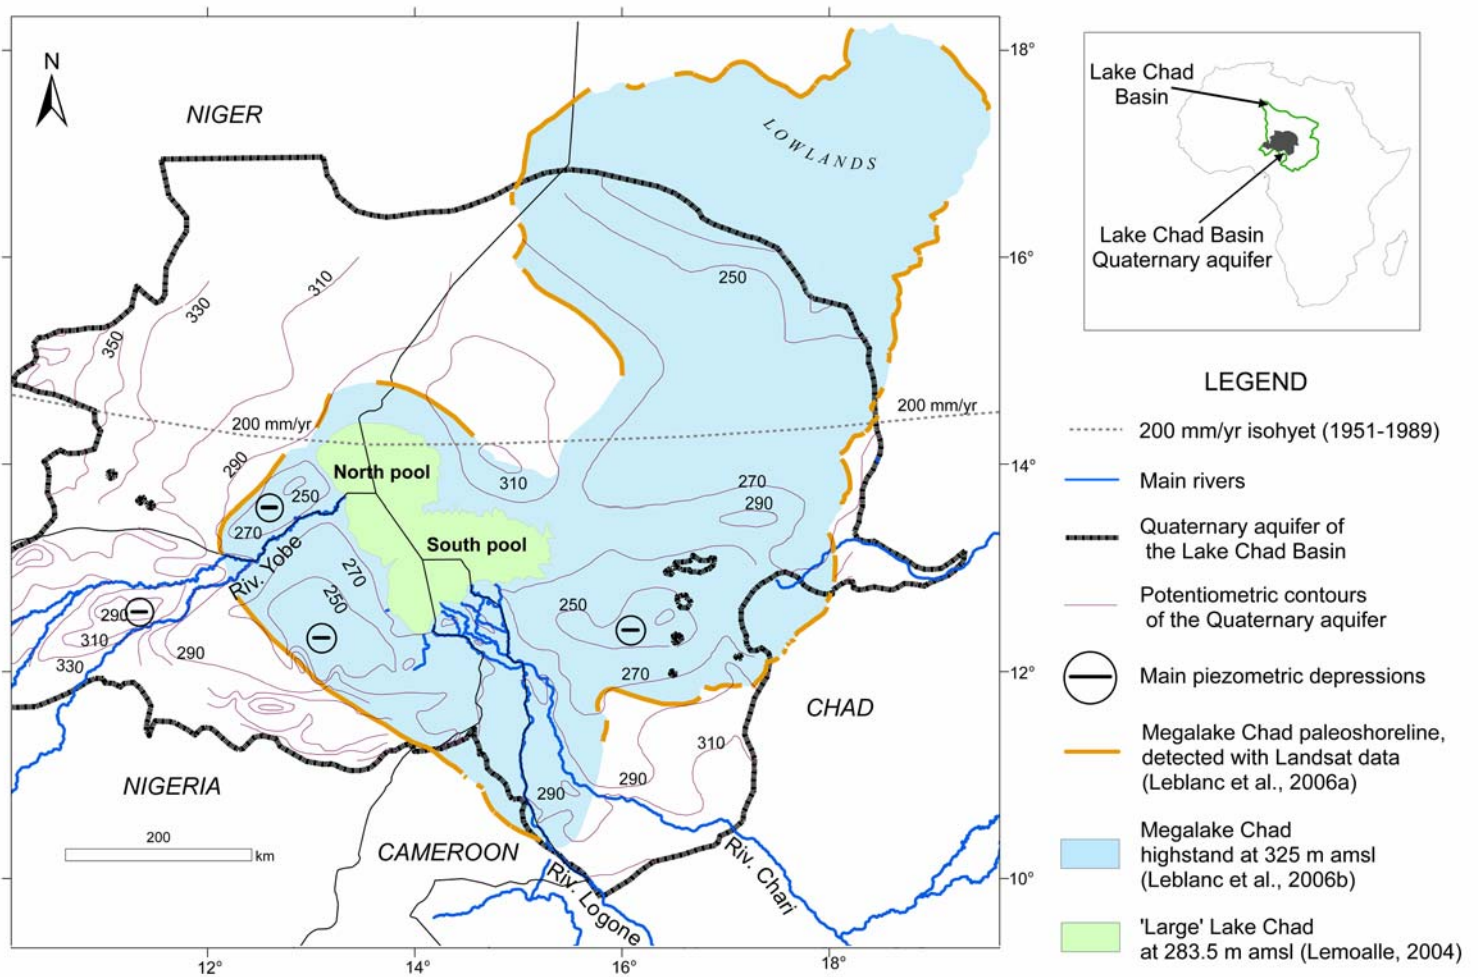 N
NIGER
LOWLANDS
18°
16°
14°
12°
10°
330
310
350
250
200 mm/yr
200 mm/yr
290
North pool
250
310
270
290
270
South pool
Riv. Yobe
270
250
250
290
310
330
290
270
CHAD
310
290
290
NIGERIA
200
km
CAMEROON
Riv. Logone
Riv. Chari
12°
14°
16°
18°
Lake Chad
Basin
Lake Chad Basin
Quaternary aquifer
LEGEND
200 mm/yr isohyet (1951-1989)
Main rivers
Quaternary aquifer of
the Lake Chad Basin
Potentiometric contours
of the Quaternary aquifer
Main piezometric depressions
Megalake Chad paleoshoreline,
detected with Landsat data
(Leblanc et al., 2006a)
Megalake Chad
highstand at 325 m amsl
(Leblanc et al., 2006b)
'Large' Lake Chad
at 283.5 m amsl (Lemoalle, 2004)